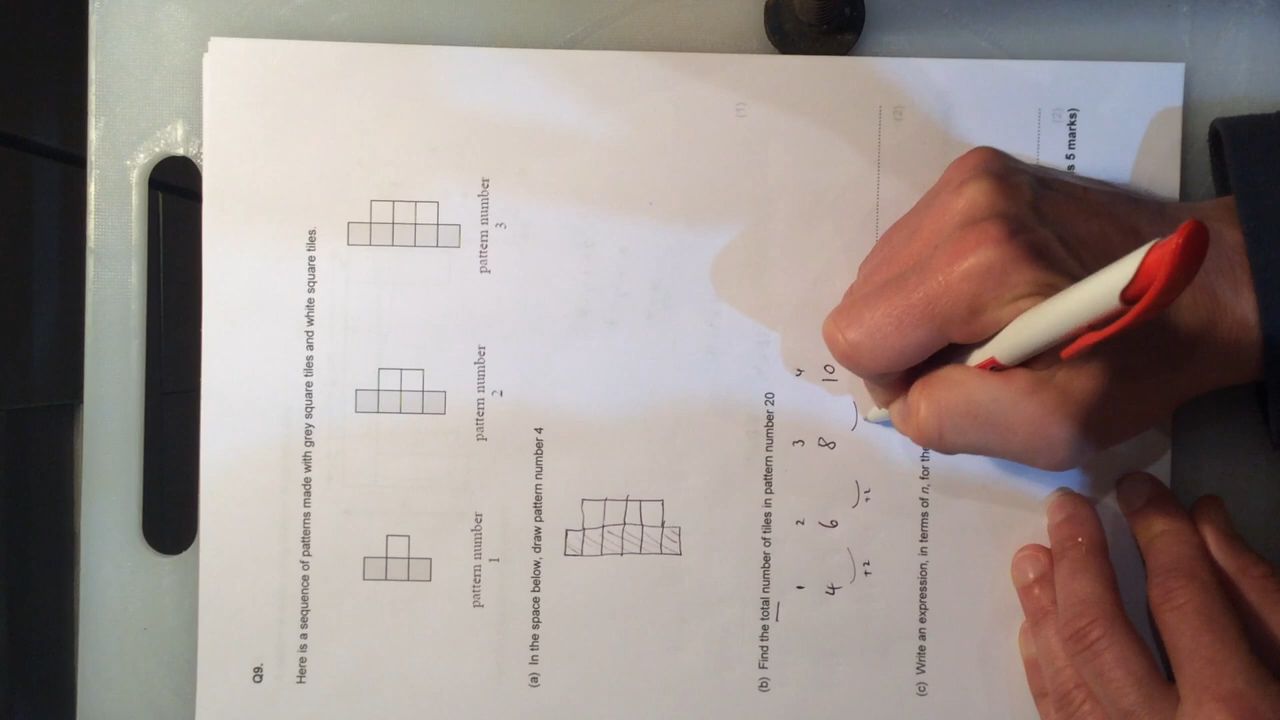 Q9.
Here is a sequence of patterns made with grey square tiles and white square tiles.
pattern number pattern number pattern number
1 2 3
(a) In the space below, draw pattern number 4
(1)
(b) Find the total number of tiles in pattern number 20
1 2 3 4
4 6 8 10
+2 +2
(2)
(c) Write an expression, in terms of n, for the
(2)
s 5 marks)